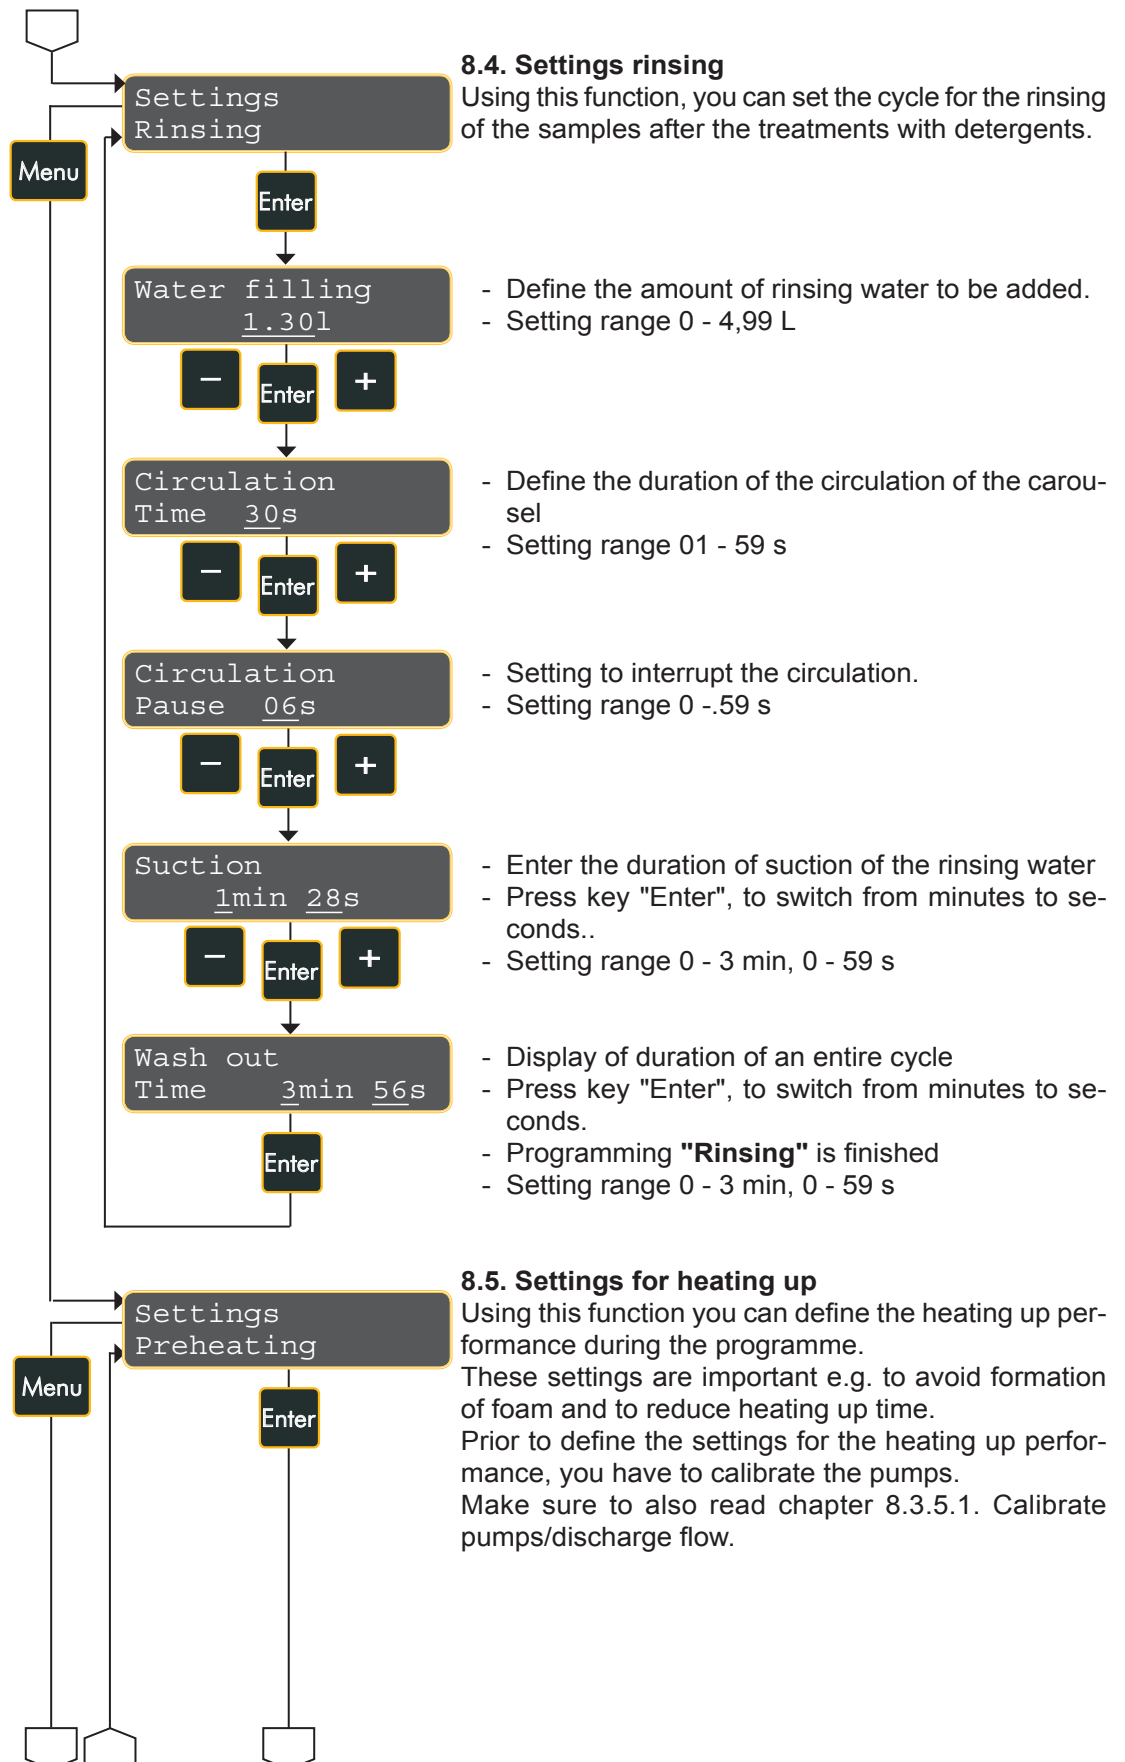 8.4. Settings rinsing
Using this function, you can set the cycle for the rinsing
of the samples after the treatments with detergents.
Settings
Rinsing
Menu
Enter
Water filling
1.30l
- Define the amount of rinsing water to be added.
- Setting range 0 - 4,99 L
− Enter +
Circulation
Time 30s
- Define the duration of the circulation of the carou-
sel
- Setting range 01 - 59 s
− Enter +
Circulation
Pause 06s
- Setting to interrupt the circulation.
- Setting range 0 -.59 s
− Enter +
Suction
1min 28s
- Enter the duration of suction of the rinsing water
- Press key "Enter", to switch from minutes to se-
conds..
- Setting range 0 - 3 min, 0 - 59 s
− Enter +
Wash out
Time 3min 56s
- Display of duration of an entire cycle
- Press key "Enter", to switch from minutes to se-
conds.
- Programming "Rinsing" is finished
- Setting range 0 - 3 min, 0 - 59 s
Enter
8.5. Settings for heating up
Using this function you can define the heating up per-
formance during the programme.
These settings are important e.g. to avoid formation
of foam and to reduce heating up time.
Prior to define the settings for the heating up perfor-
mance, you have to calibrate the pumps.
Make sure to also read chapter 8.3.5.1. Calibrate
pumps/discharge flow.
Settings
Preheating
Menu
Enter